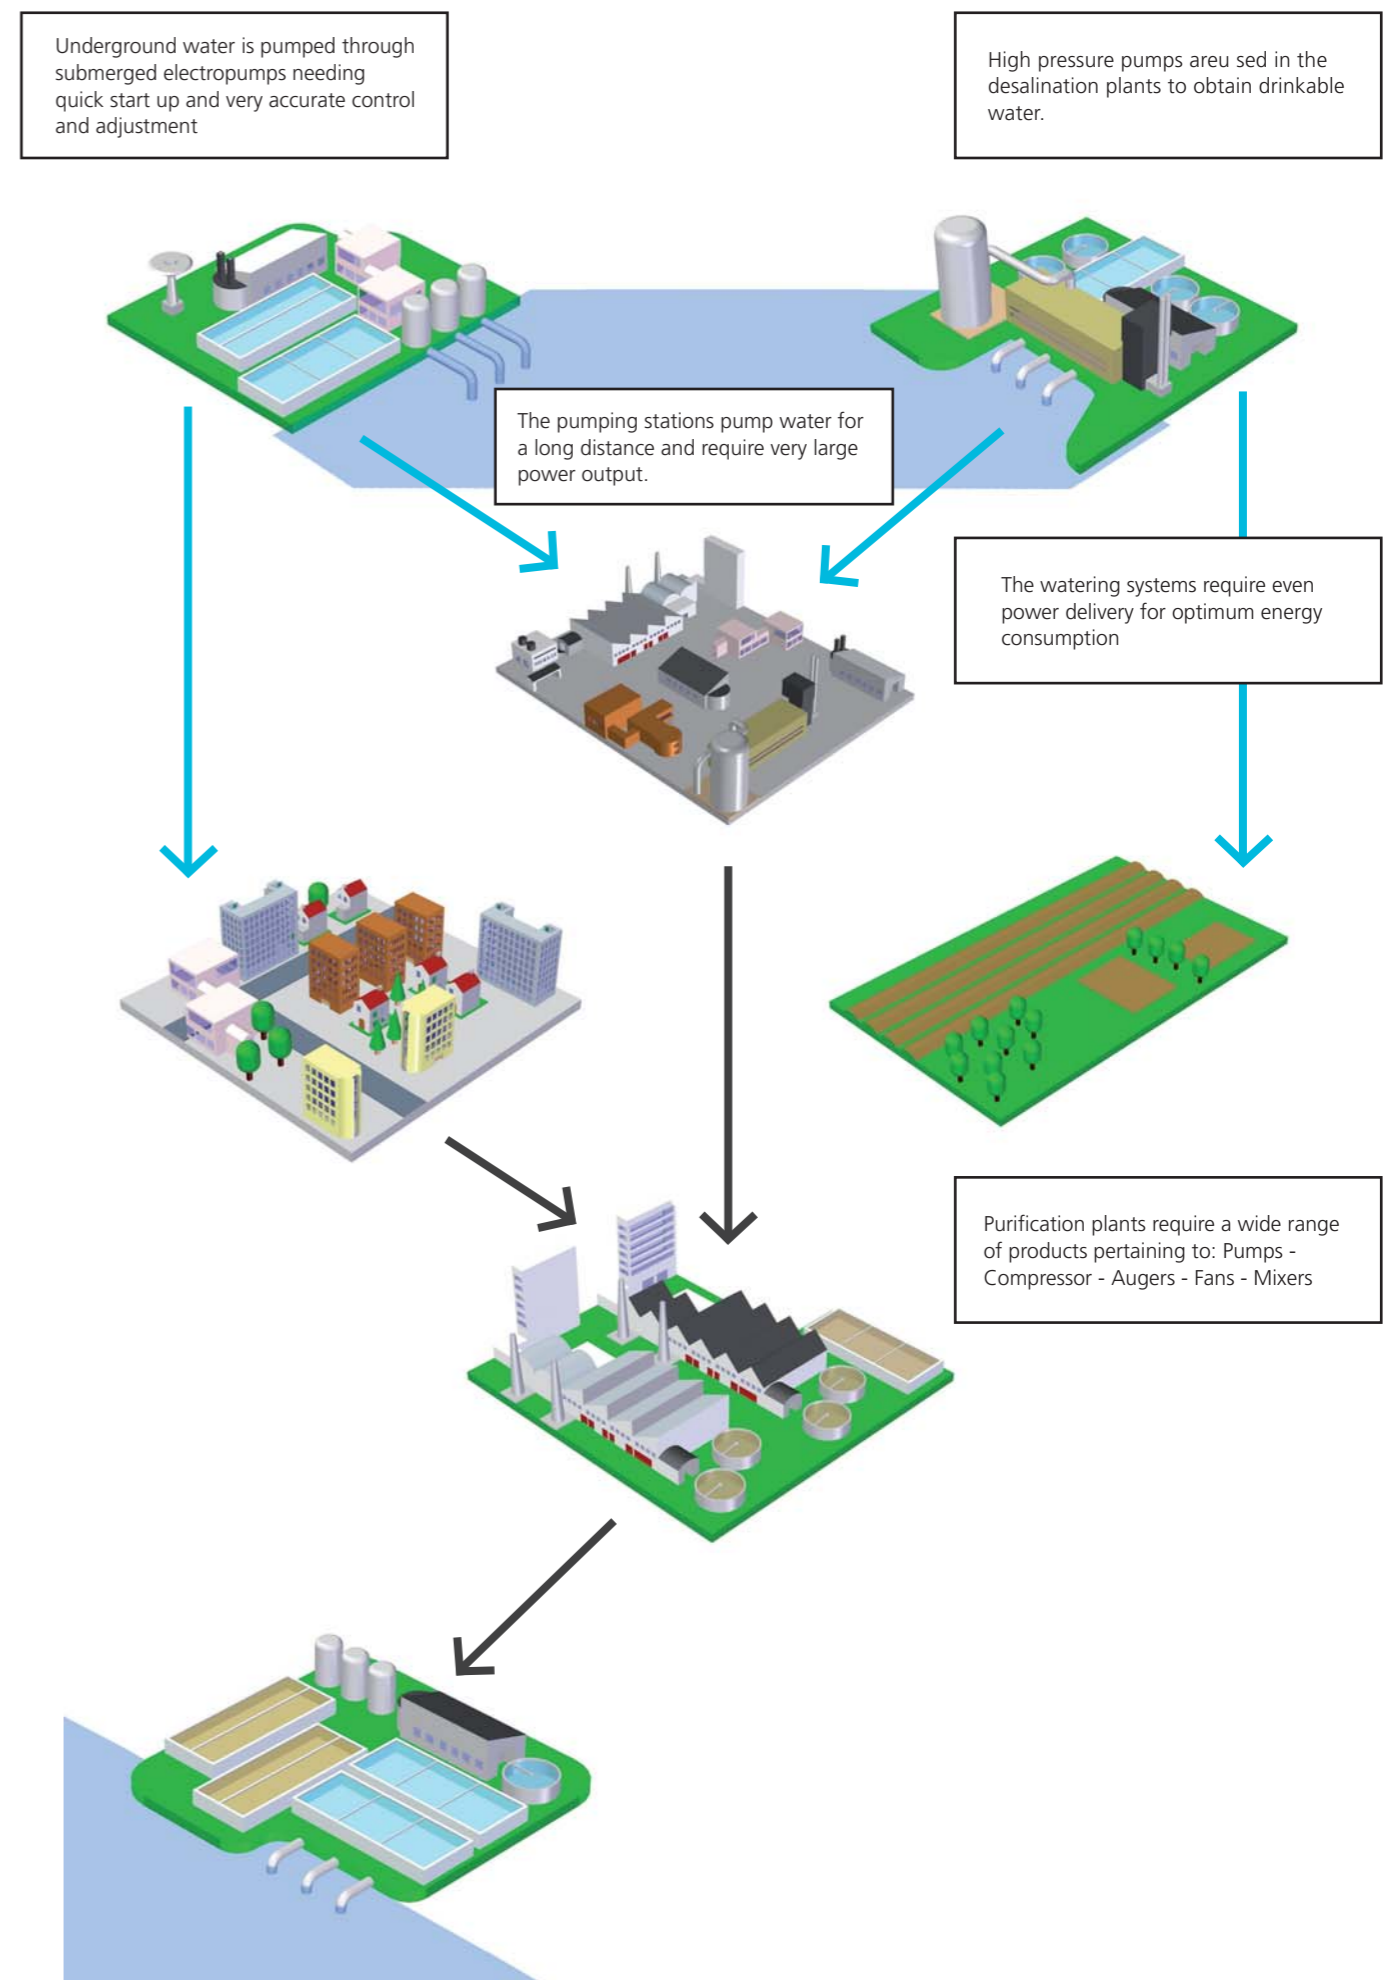 Underground water is pumped through
submerged electropumps needing
quick start up and very accurate control
and adjustment
High pressure pumps areu sed in the
desalination plants to obtain drinkable
water.
The pumping stations pump water for
a long distance and require very large
power output.
The watering systems require even
power delivery for optimum energy
consumption
Purification plants require a wide range
of products pertaining to: Pumps -
Compressor - Augers - Fans - Mixers